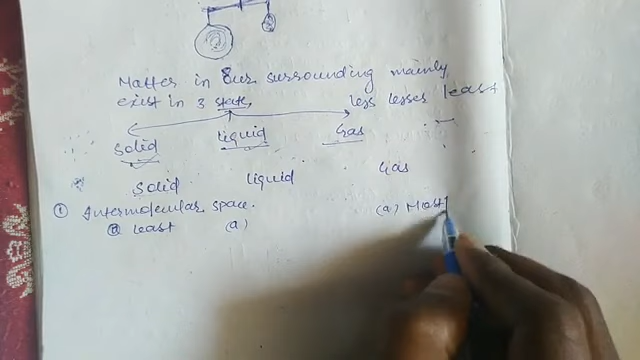 Matter in our surrounding mainly
exist in 3 state.
less lesses least
Solid liquid Gas
Solid liquid Gas
① Intermolecular space.
(a) least (a) (a) Most